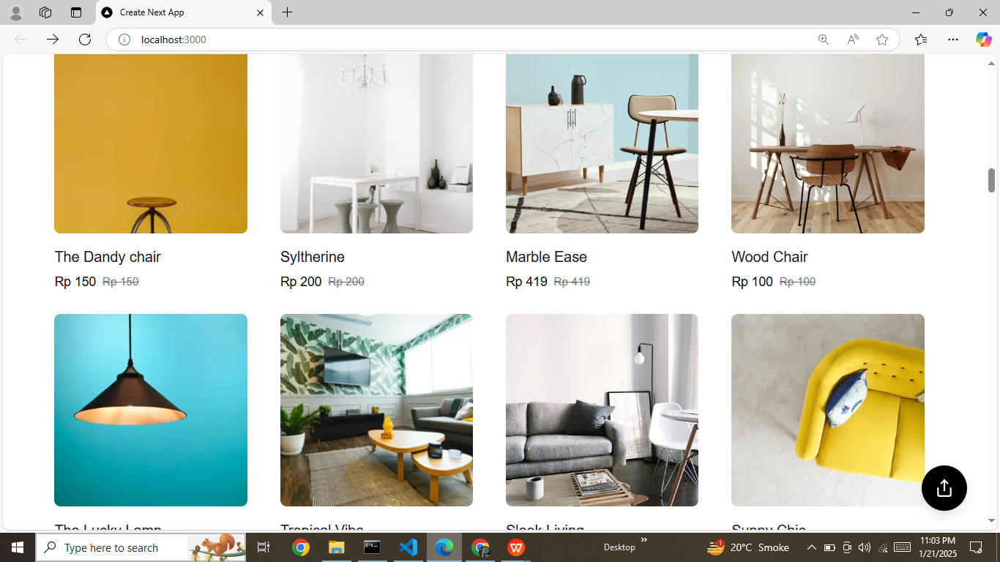 Create Next App
localhost:3000
The Dandy chair
Syltherine
Marble Ease
Wood Chair
Rp 150 Rp 150
Rp 200 Rp 200
Rp 419 Rp 419
Rp 100 Rp 100
The Lucky Lamp
Tropical Vibe
Sleek Living
Sunny Chic
Type here to search
Desktop
1
20°C Smoke
11:03 PM
1/21/2025